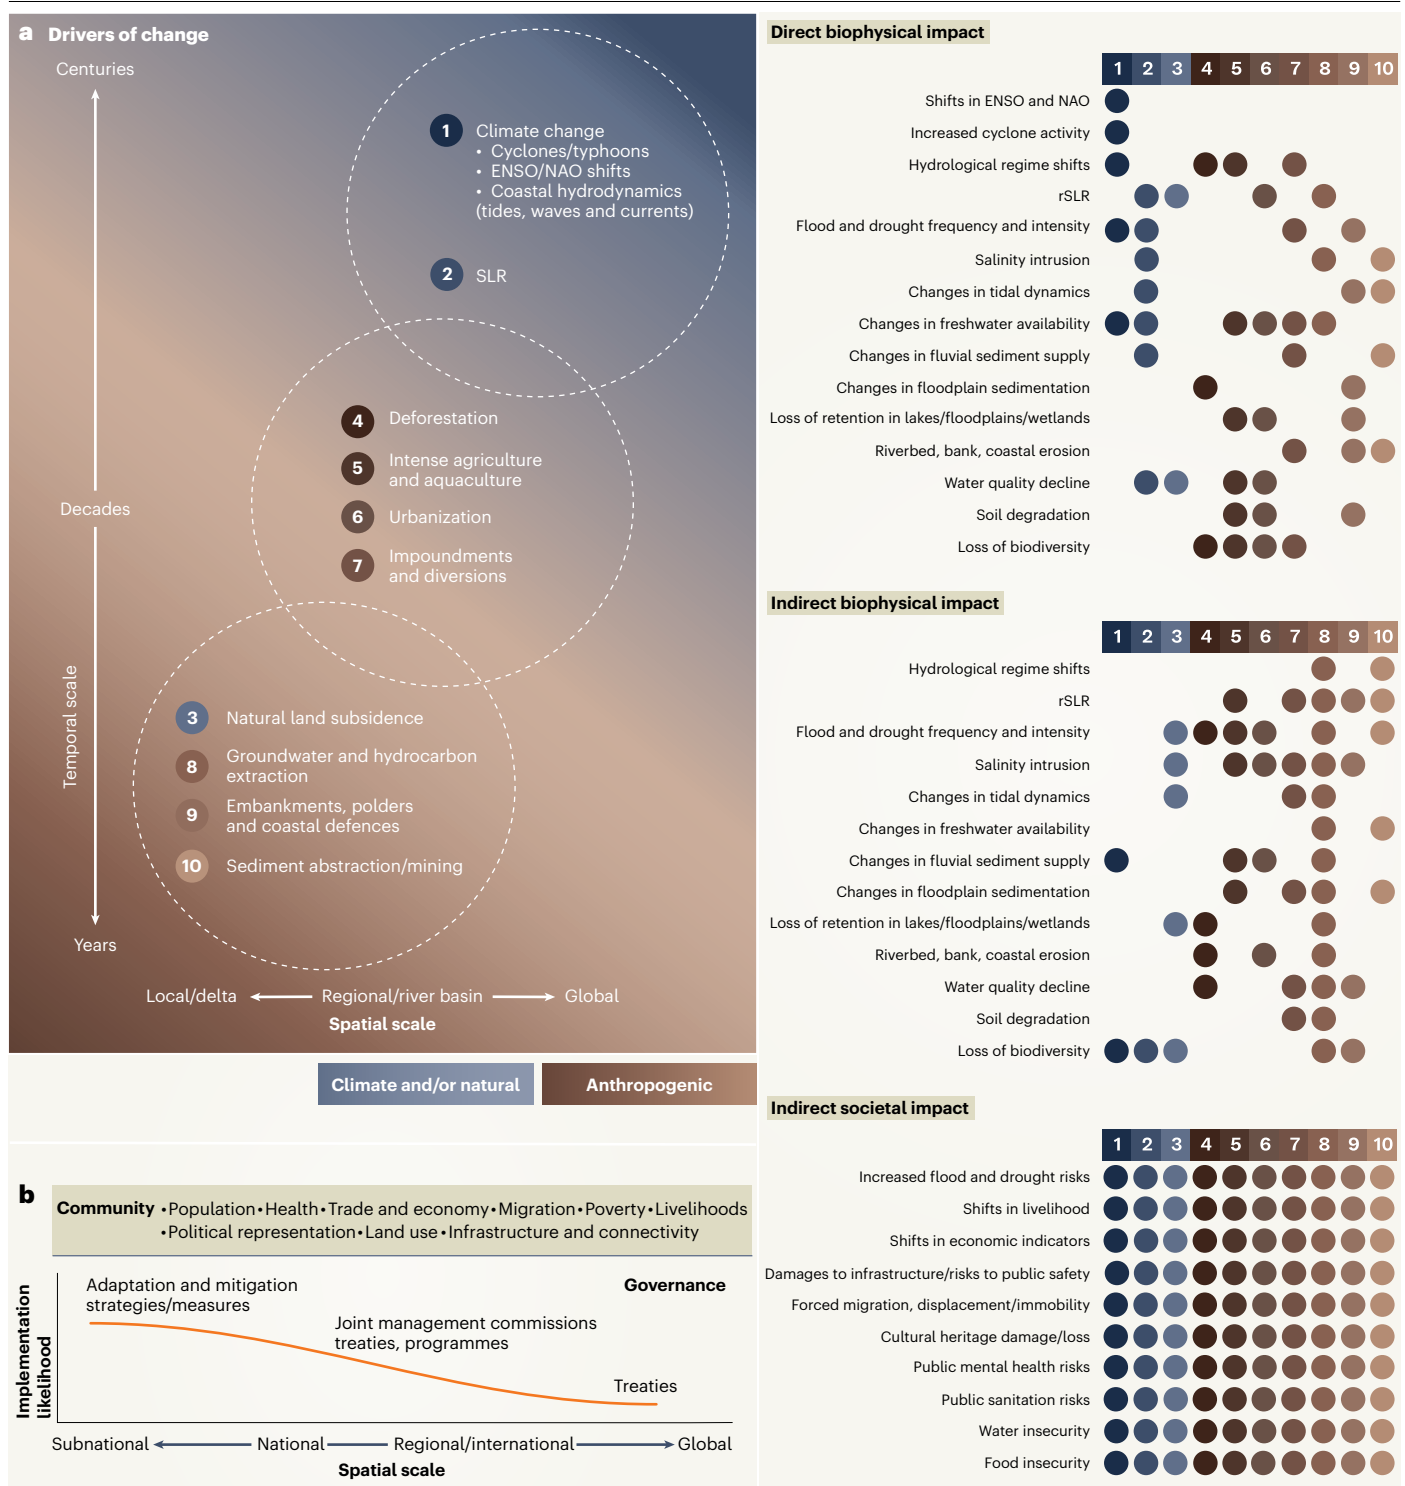 a Drivers of change
Centuries
1 Climate change
• Cyclones/typhoons
• ENSO/NAO shifts
• Coastal hydrodynamics
(tides, waves and currents)
2 SLR
4 Deforestation
5 Intense agriculture
and aquaculture
Decades
6 Urbanization
7 Impoundments
and diversions
Temporal scale
3 Natural land subsidence
8 Groundwater and hydrocarbon
extraction
9 Embankments, polders
and coastal defences
10 Sediment abstraction/mining
Years
Local/delta Regional/river basin Global
Spatial scale
Climate and/or natural Anthropogenic
Direct biophysical impact
1 2 3 4 5 6 7 8 9 10
Shifts in ENSO and NAO
Increased cyclone activity
Hydrological regime shifts
rSLR
Flood and drought frequency and intensity
Salinity intrusion
Changes in tidal dynamics
Changes in freshwater availability
Changes in fluvial sediment supply
Changes in floodplain sedimentation
Loss of retention in lakes/floodplains/wetlands
Riverbed, bank, coastal erosion
Water quality decline
Soil degradation
Loss of biodiversity
Indirect biophysical impact
1 2 3 4 5 6 7 8 9 10
Hydrological regime shifts
rSLR
Flood and drought frequency and intensity
Salinity intrusion
Changes in tidal dynamics
Changes in freshwater availability
Changes in fluvial sediment supply
Changes in floodplain sedimentation
Loss of retention in lakes/floodplains/wetlands
Riverbed, bank, coastal erosion
Water quality decline
Soil degradation
Loss of biodiversity
Indirect societal impact
1 2 3 4 5 6 7 8 9 10
Increased flood and drought risks
Shifts in livelihood
Shifts in economic indicators
Damages to infrastructure/risks to public safety
Forced migration, displacement/immobility
Cultural heritage damage/loss
Public mental health risks
Public sanitation risks
Water insecurity
Food insecurity
b
Community •Population•Health•Trade and economy•Migration•Poverty•Livelihoods
•Political representation•Land use•Infrastructure and connectivity
Implementation
likelihood
Adaptation and mitigation
strategies/measures
Governance
Joint management commissions
treaties, programmes
Treaties
Subnational National Regional/international Global
Spatial scale